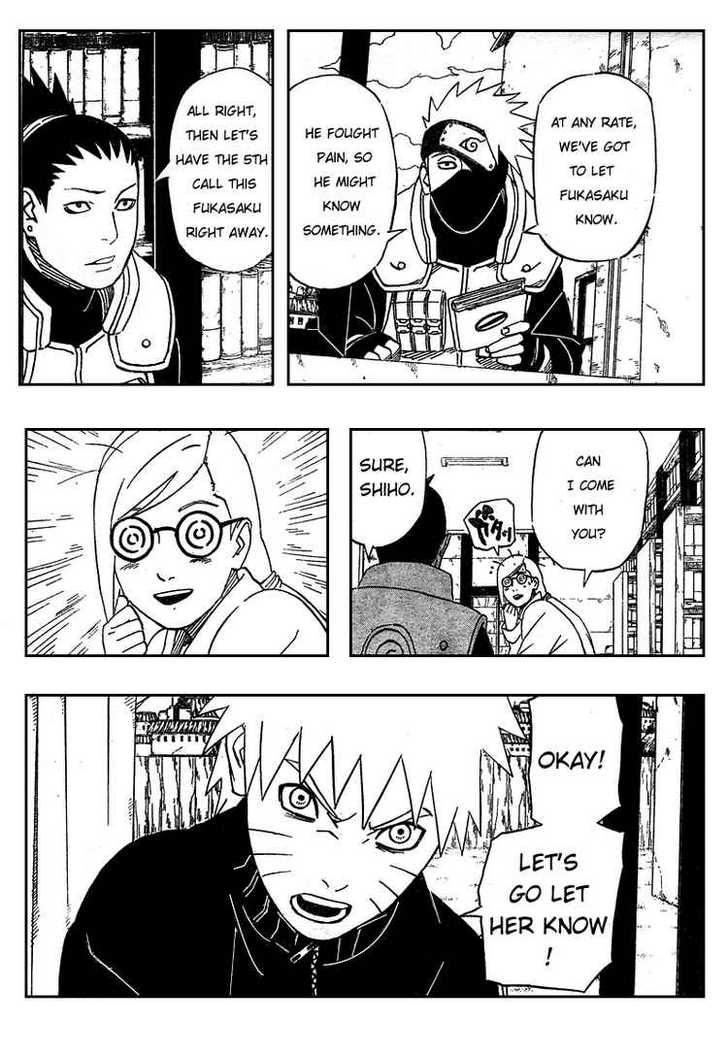 AT ANY RATE,
WE'VE GOT
TO LET
FUKASAKU
KNOW.
HE FOUGHT
PAIN, SO
HE MIGHT
KNOW
SOMETHING.
ALL RIGHT,
THEN LET'S
HAVE THE 5TH
CALL THIS
FUKASAKU
RIGHT AWAY.
CAN
I COME
WITH
YOU?
SURE,
SHIHO.
OKAY!
LET'S
GO LET
HER KNOW
!